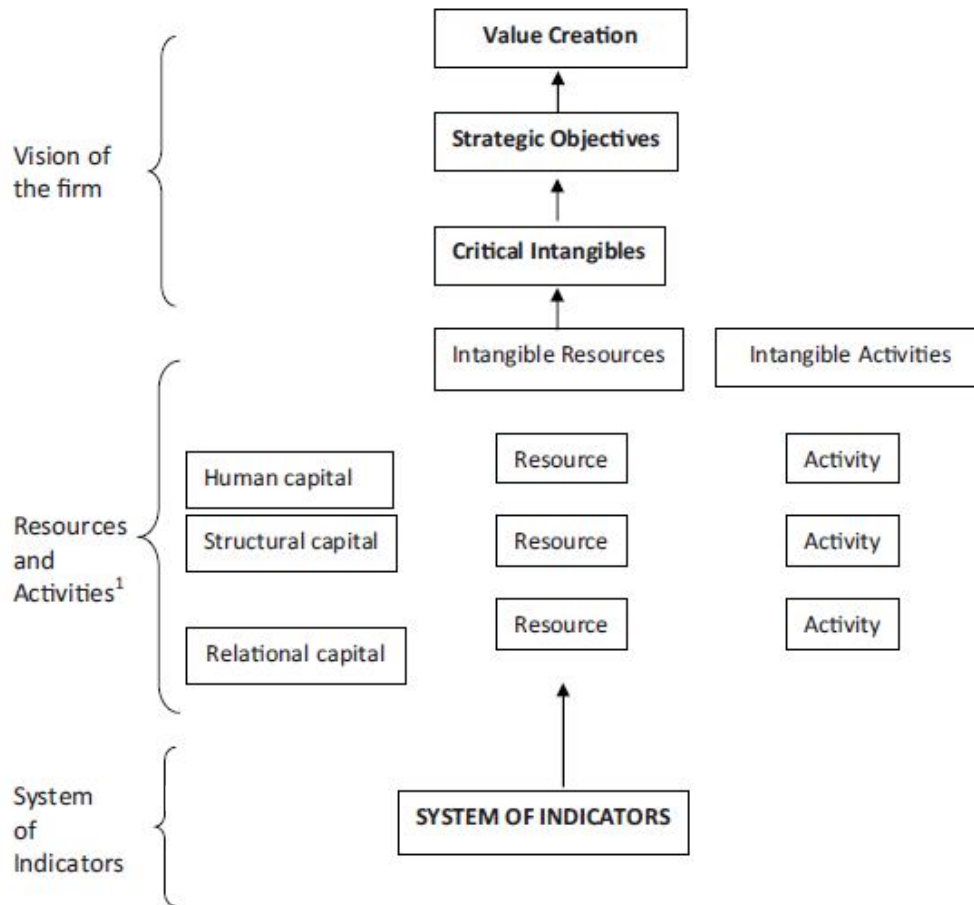 Value Creation
Strategic Objectives
Vision of
the firm
Critical Intangibles
Intangible Resources
Intangible Activities
Resources
and
Activities¹
Human capital
Resource
Activity
Structural capital
Resource
Activity
Relational capital
Resource
Activity
System
of
Indicators
SYSTEM OF INDICATORS